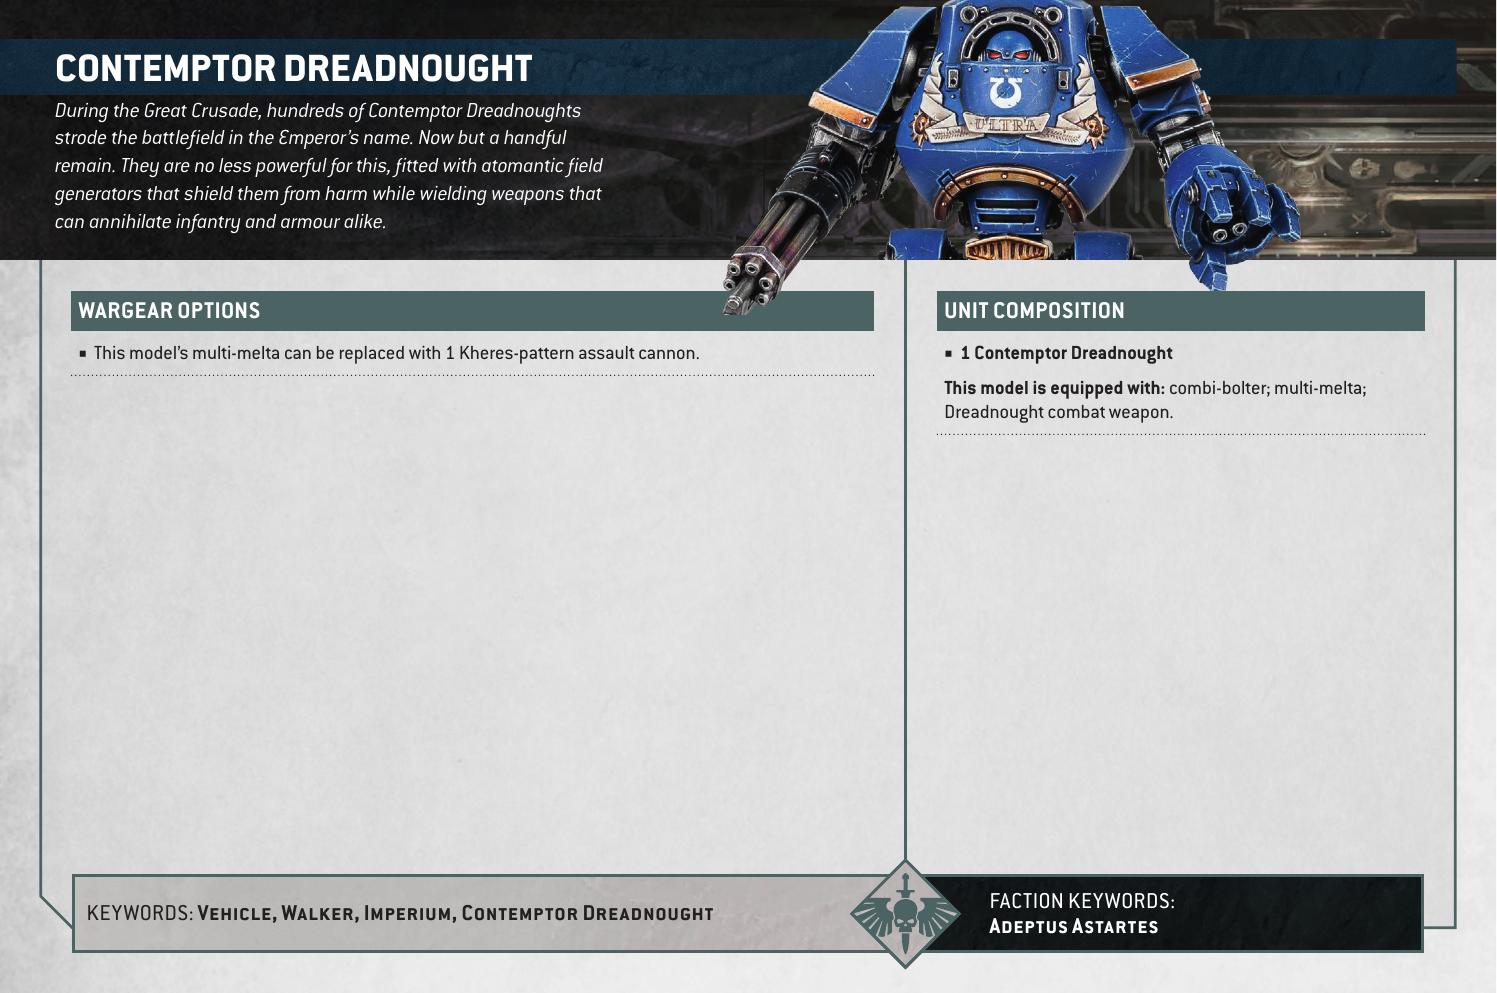 CONTEMPTOR DREADNOUGHT
During the Great Crusade, hundreds of Contemptor Dreadnoughts
strode the battlefield in the Emperor's name. Now but a handful
remain. They are no less powerful for this, fitted with atomantic field
generators that shield them from harm while wielding weapons that
can annihilate infantry and armour alike.
ULTRA
WARGEAR OPTIONS
▪ This model's multi-melta can be replaced with 1 Kheres-pattern assault cannon.
UNIT COMPOSITION
▪ 1 Contemptor Dreadnought
This model is equipped with: combi-bolter; multi-melta;
Dreadnought combat weapon.
KEYWORDS: VEHICLE, WALKER, IMPERIUM, CONTEMPTOR DREADNOUGHT
FACTION KEYWORDS:
ADEPTUS ASTARTES